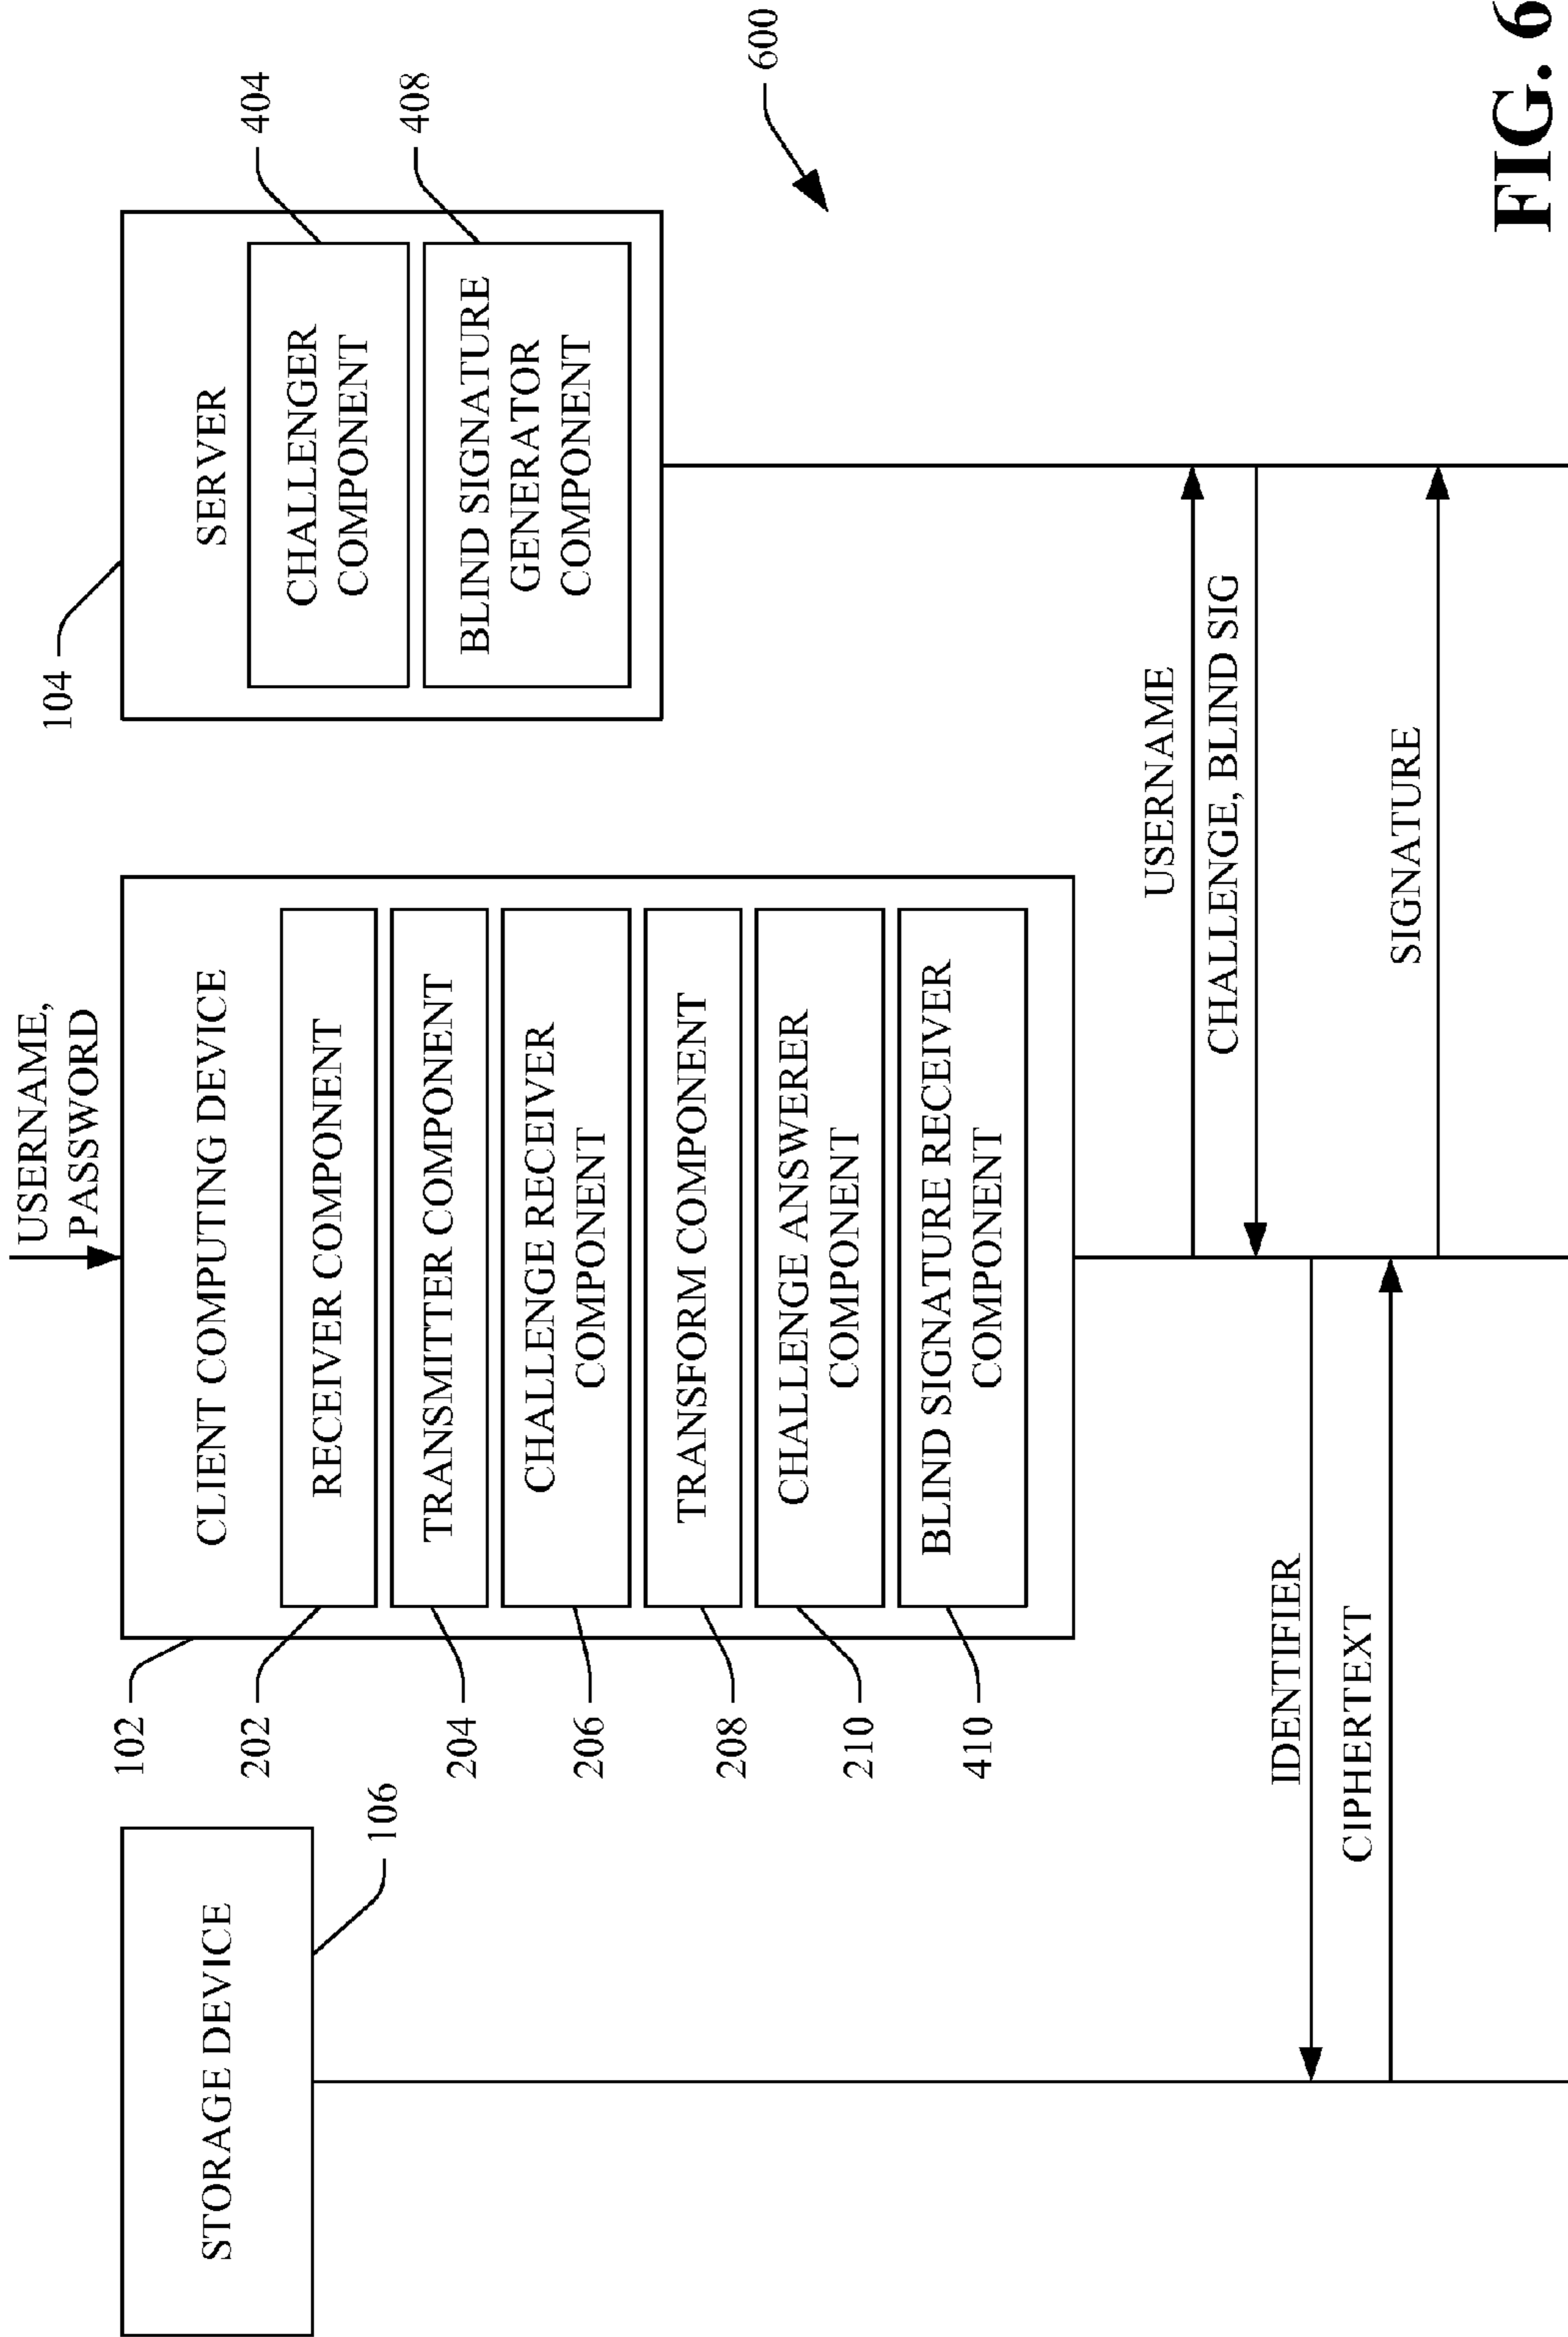 USERNAME,
PASSWORD
STORAGE DEVICE
106
102
CLIENT COMPUTING DEVICE
202
RECEIVER COMPONENT
204
TRANSMITTER COMPONENT
206
CHALLENGE RECEIVER
COMPONENT
208
TRANSFORM COMPONENT
210
CHALLENGE ANSWERER
COMPONENT
410
BLIND SIGNATURE RECEIVER
COMPONENT
104
SERVER
404
CHALLENGER
COMPONENT
408
BLIND SIGNATURE
GENERATOR
COMPONENT
600
USERNAME
CHALLENGE, BLIND SIG
IDENTIFIER
CIPHERTEXT
SIGNATURE
FIG. 6